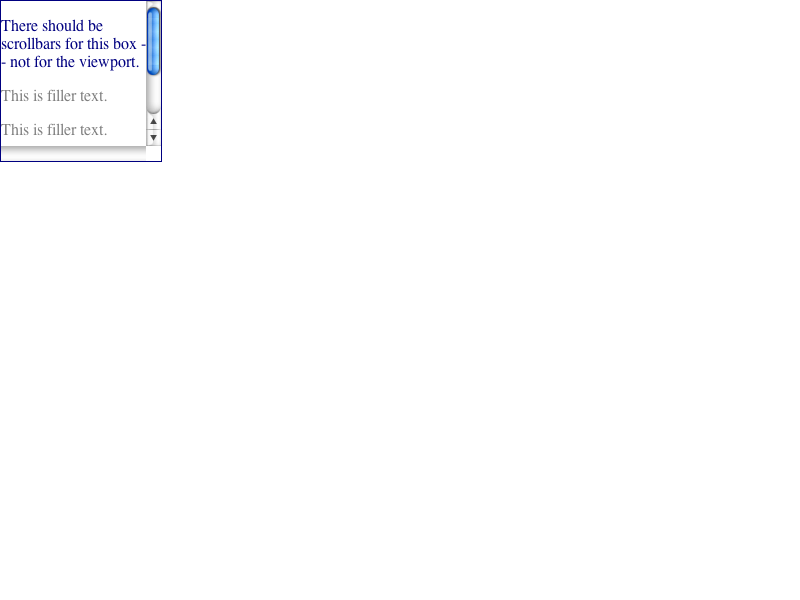 There should be
scrollbars for this box -
- not for the viewport.
This is filler text.
This is filler text.